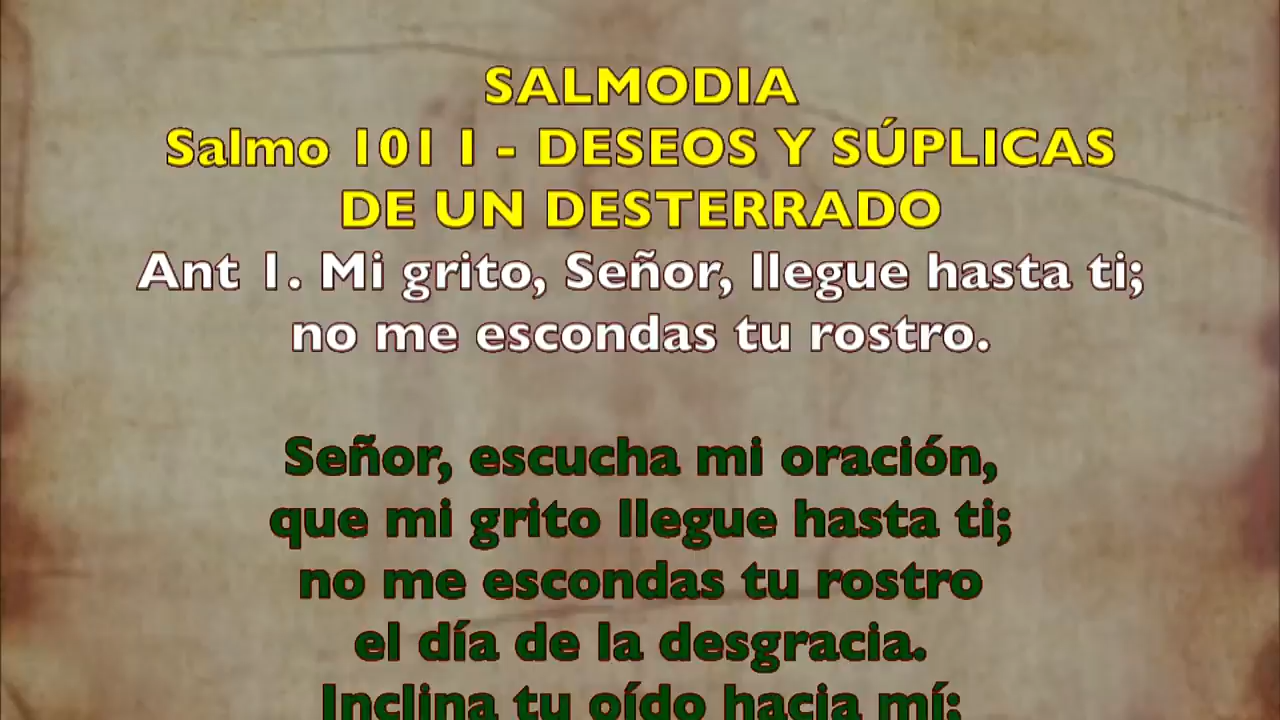 SALMODIA
Salmo 101 I - DESEOS Y SÚPLICAS
DE UN DESTERRADO
Ant 1. Mi grito, Señor, llegue hasta ti;
no me escondas tu rostro.
Señor, escucha mi oración,
que mi grito llegue hasta ti;
no me escondas tu rostro
el día de la desgracia.
Inclina tu oído hacia mí;